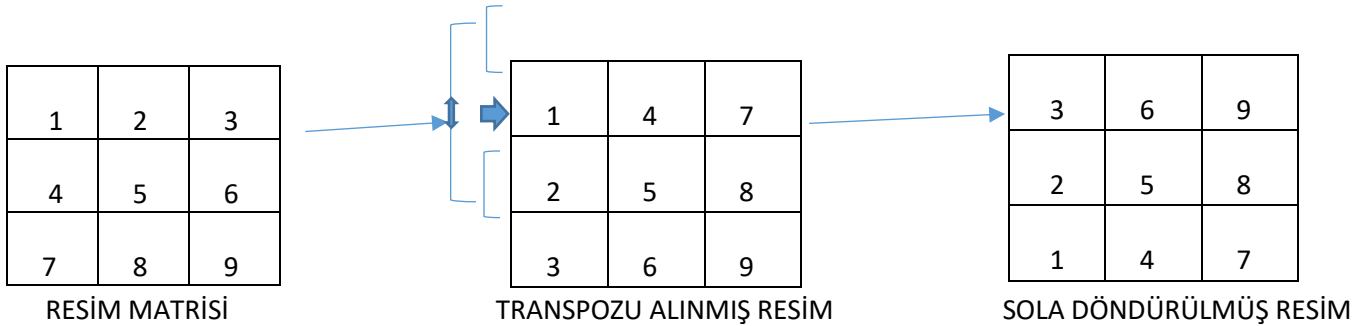 1 2 3
4 5 6
7 8 9
RESİM MATRİSİ
1 4 7
2 5 8
3 6 9
TRANSPOZU ALINMIŞ RESİM
3 6 9
2 5 8
1 4 7
SOLA DÖNDÜRÜLMÜŞ RESİM